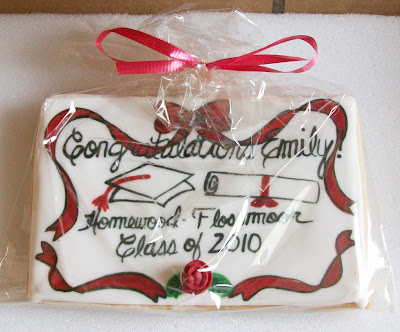 Congratulations Emily!
Homewood-Flossmoor
Class of 2010